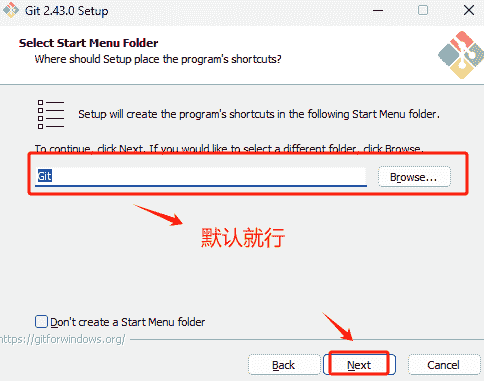 Git 2.43.0 Setup
Select Start Menu Folder
Where should Setup place the program's shortcuts?
Setup will create the program's shortcuts in the following Start Menu folder.
To continue, click Next. If you would like to select a different folder, click Browse.
Git
Browse...
默认就行
Don't create a Start Menu folder
https://gitforwindows.org/
Back
Next
Cancel